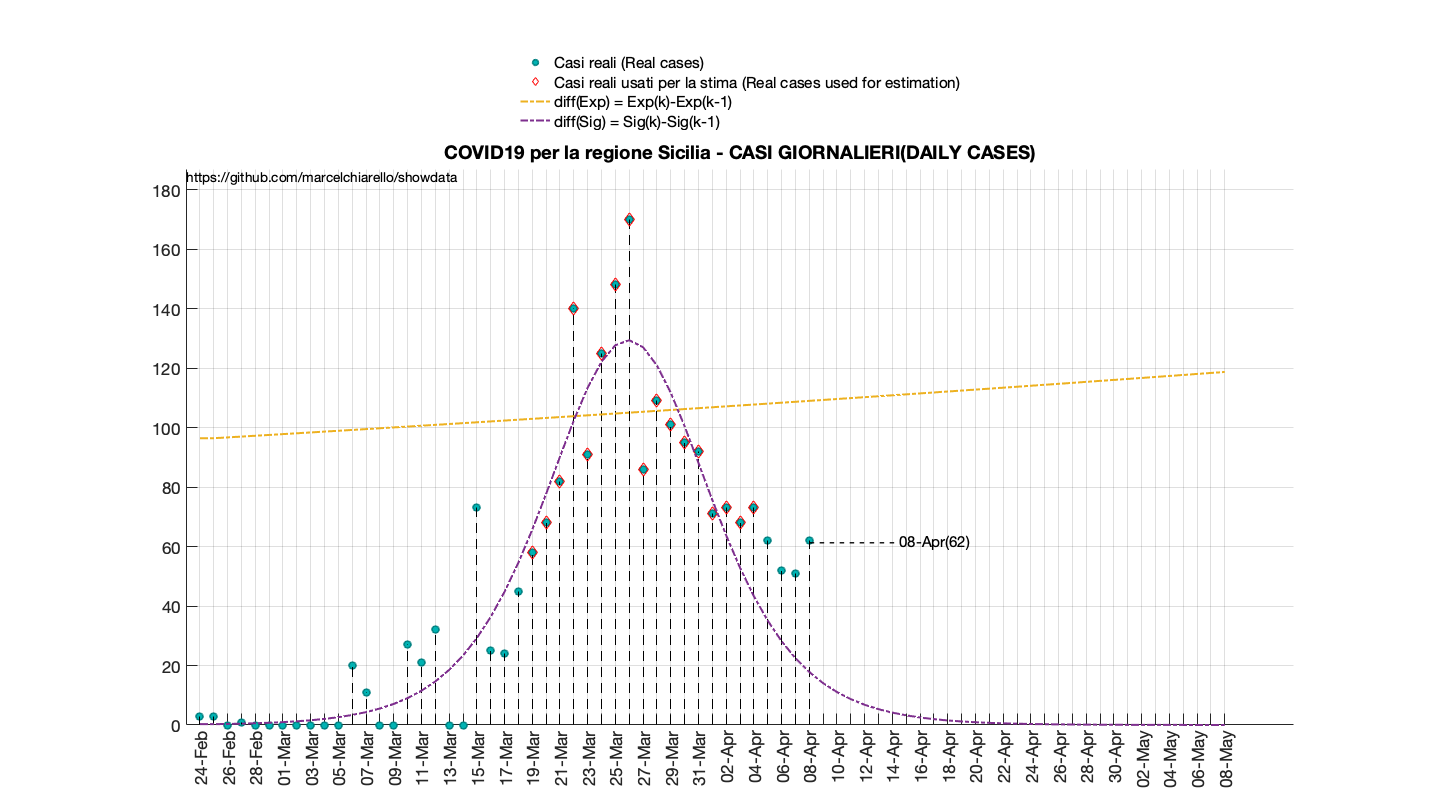 Casi reali (Real cases)
Casi reali usati per la stima (Real cases used for estimation)
diff(Exp) = Exp(k)-Exp(k-1)
diff(Sig) = Sig(k)-Sig(k-1)
COVID19 per la regione Sicilia - CASI GIORNALIERI(DAILY CASES)
https://github.com/marcelchiarello/showdata
180
160
140
120
100
80
60
40
20
0
08-Apr(62)
24-Feb
26-Feb
28-Feb
01-Mar
03-Mar
05-Mar
07-Mar
09-Mar
11-Mar
13-Mar
15-Mar
17-Mar
19-Mar
21-Mar
23-Mar
25-Mar
27-Mar
29-Mar
31-Mar
02-Apr
04-Apr
06-Apr
08-Apr
10-Apr
12-Apr
14-Apr
16-Apr
18-Apr
20-Apr
22-Apr
24-Apr
26-Apr
28-Apr
30-Apr
02-May
04-May
06-May
08-May